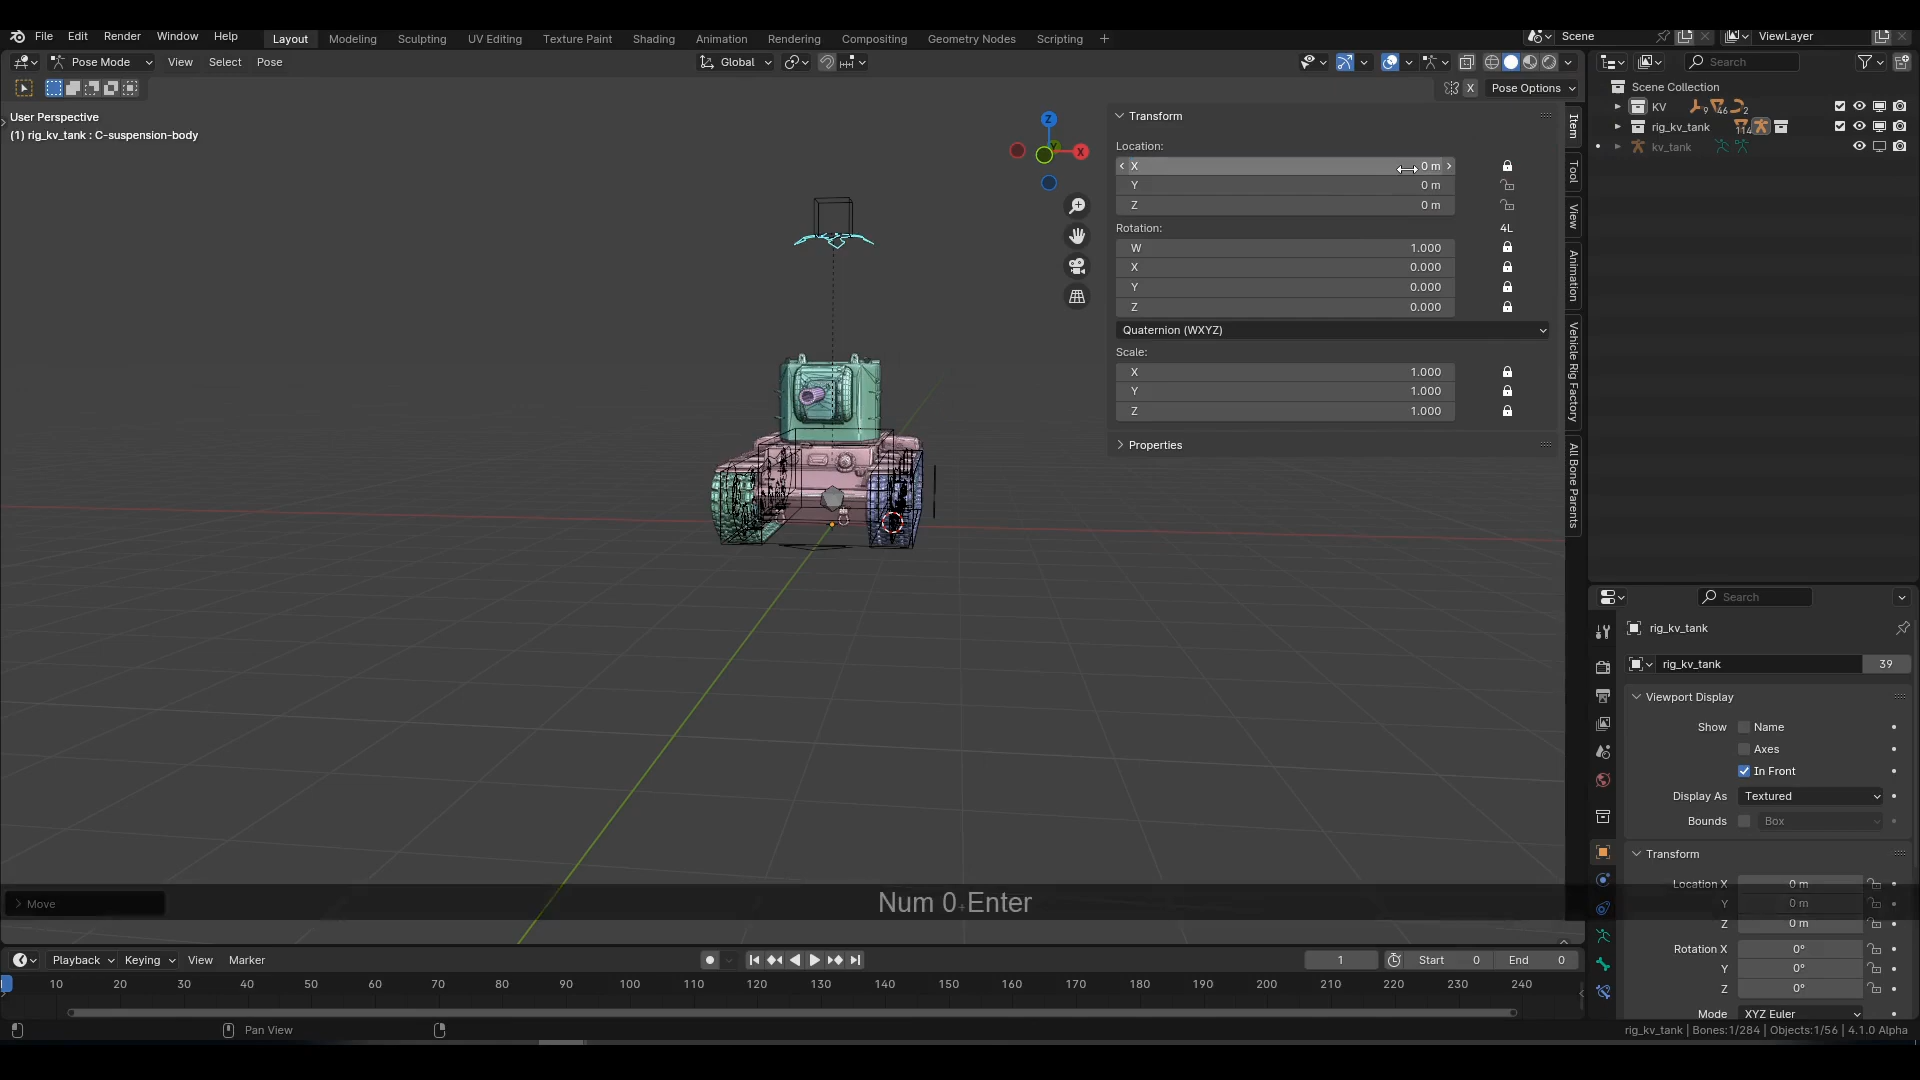 File Edit Render Window Help Layout Modeling Sculpting UV Editing Texture Paint Shading Animation Rendering Compositing Geometry Nodes Scripting + Scene ViewLayer
Pose Mode View Select Pose Global Search
X Pose Options
User Perspective
(1) rig_kv_tank : C-suspension-body
Z
X
Transform
Location:
X 0 m
Y 0 m
Z 0 m
Rotation: 4L
W 1.000
X 0.000
Y 0.000
Z 0.000
Quaternion (WXYZ)
Scale:
X 1.000
Y 1.000
Z 1.000
Properties
Item
Tool
View
Animation
Vehicle Rig Factory
All Bone Parents
Scene Collection
KV 9 46 2
rig_kv_tank 114
kv_tank
Search
rig_kv_tank
rig_kv_tank 39
Viewport Display
Show Name
Axes
In Front
Display As Textured
Bounds Box
Transform
Location X 0 m
Y 0 m
Z 0 m
Rotation X 0°
Y 0°
Z 0°
Mode XYZ Euler
Move
Num 0 + Enter
Playback Keying View Marker 1 Start 0 End 0
10 20 30 40 50 60 70 80 90 100 110 120 130 140 150 160 170 180 190 200 210 220 230 240
Pan View
rig_kv_tank | Bones:1/284 | Objects:1/56 | 4.1.0 Alpha